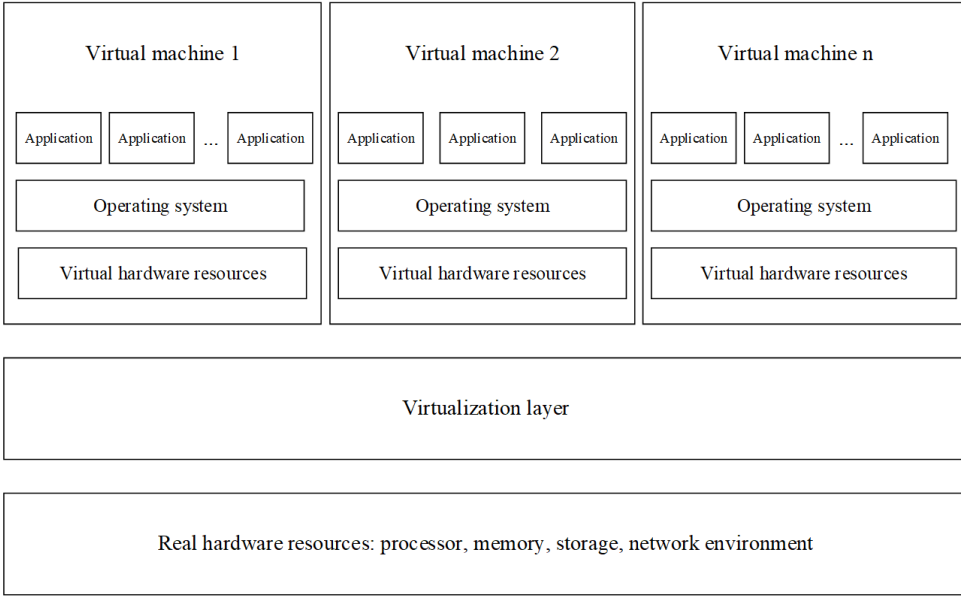 Virtual machine 1
Virtual machine 2
Virtual machine n
Application Application ... Application
Application Application Application
Application Application ... Application
Operating system
Operating system
Operating system
Virtual hardware resources
Virtual hardware resources
Virtual hardware resources
Virtualization layer
Real hardware resources: processor, memory, storage, network environment